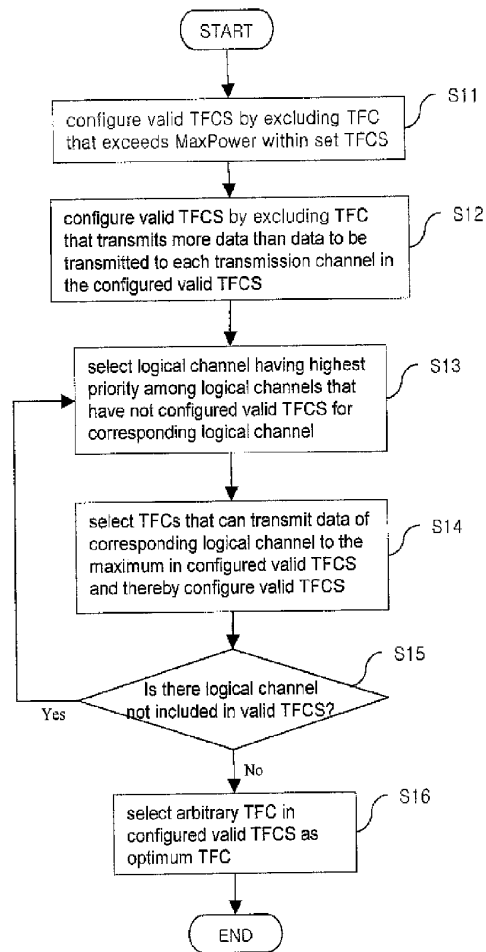 START
S11
configure valid TFCS by excluding TFC
that exceeds MaxPower within set TFCS
S12
configure valid TFCS by excluding TFC
that transmits more data than data to be
transmitted to each transmission channel in
the configured valid TFCS
S13
select logical channel having highest
priority among logical channels that
have not configured valid TFCS for
corresponding logical channel
S14
select TFCs that can transmit data of
corresponding logical channel to the
maximum in configured valid TFCS
and thereby configure valid TFCS
S15
Is there logical channel
not included in valid TFCS?
Yes
No
S16
select arbitrary TFC in
configured valid TFCS as
optimum TFC
END